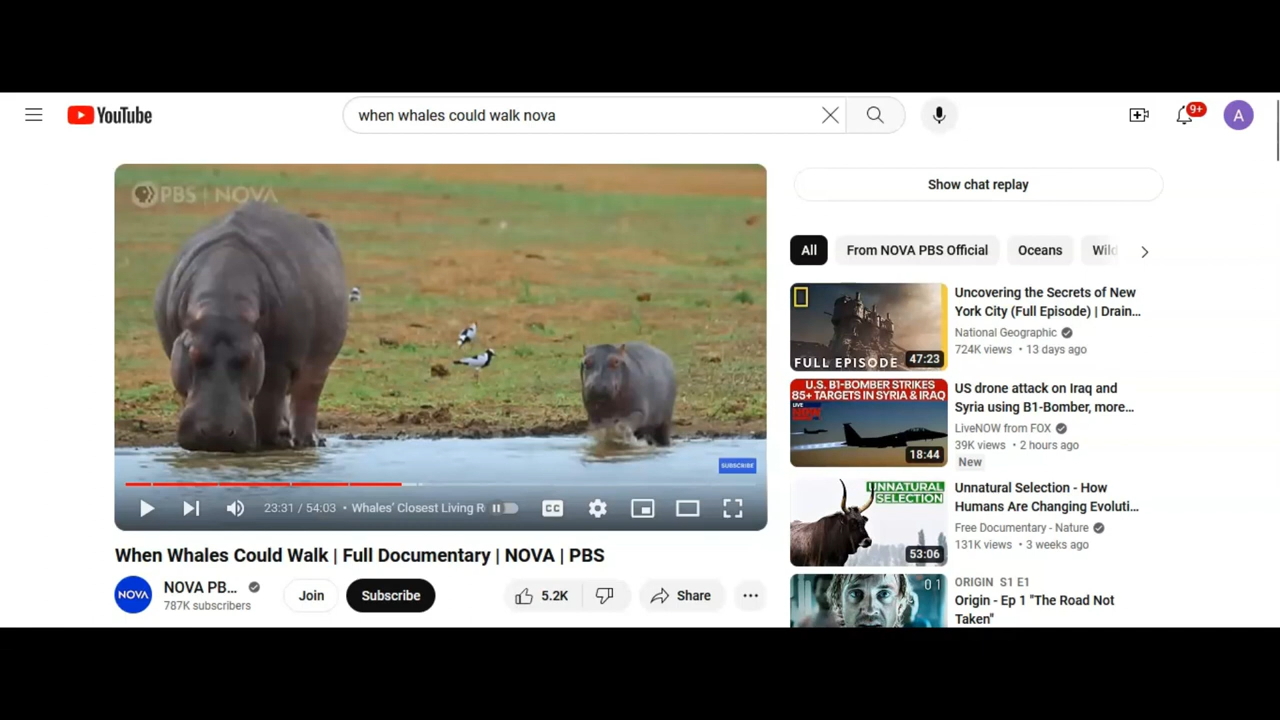 YouTube
when whales could walk nova
9+
A
PBS | NOVA
SUBSCRIBE
23:31 / 54:03 • Whales' Closest Living R
CC
When Whales Could Walk | Full Documentary | NOVA | PBS
NOVA
NOVA PB...
787K subscribers
Join
Subscribe
5.2K
Share
Show chat replay
All
From NOVA PBS Official
Oceans
Wild
FULL EPISODE
47:23
Uncovering the Secrets of New
York City (Full Episode) | Drain...
National Geographic
724K views • 13 days ago
U.S. B1-BOMBER STRIKES
85+ TARGETS IN SYRIA & IRAQ
LIVE
NOW
18:44
US drone attack on Iraq and
Syria using B1-Bomber, more...
LiveNOW from FOX
39K views • 2 hours ago
New
UNNATURAL
SELECTION
53:06
Unnatural Selection - How
Humans Are Changing Evoluti...
Free Documentary - Nature
131K views • 3 weeks ago
01
ORIGIN S1 E1
Origin - Ep 1 "The Road Not
Taken"